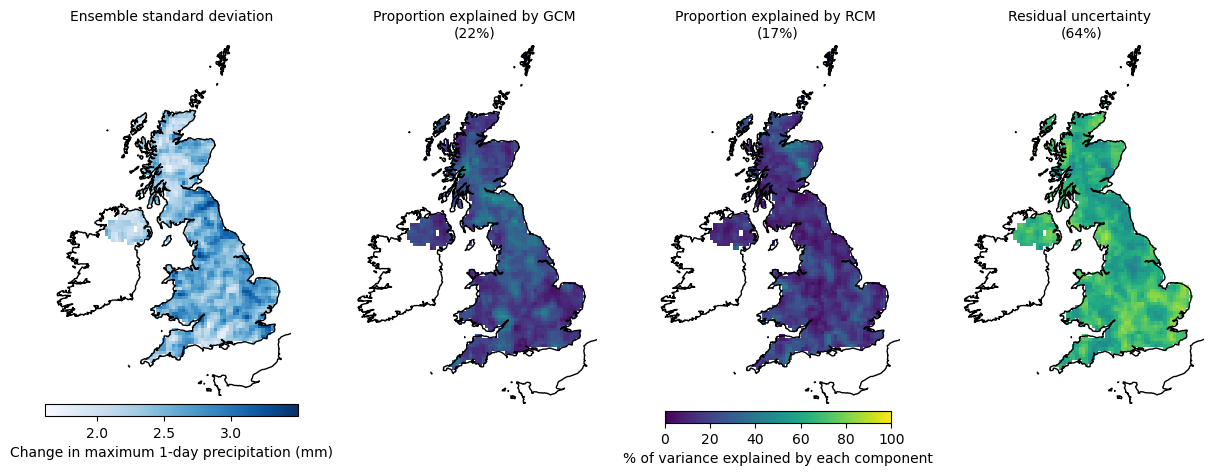 Ensemble standard deviation
Proportion explained by GCM
(22%)
Proportion explained by RCM
(17%)
Residual uncertainty
(64%)
2.0 2.5 3.0
Change in maximum 1-day precipitation (mm)
0 20 40 60 80 100
% of variance explained by each component